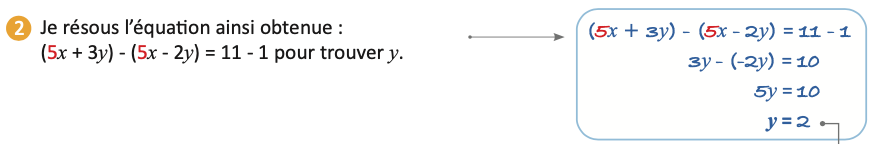 2 Je résous l'équation ainsi obtenue :
(5x + 3y) - (5x - 2y) = 11 - 1 pour trouver y.
(5x + 3y) - (5x - 2y) = 11 - 1
3y - (-2y) = 10
5y = 10
y = 2